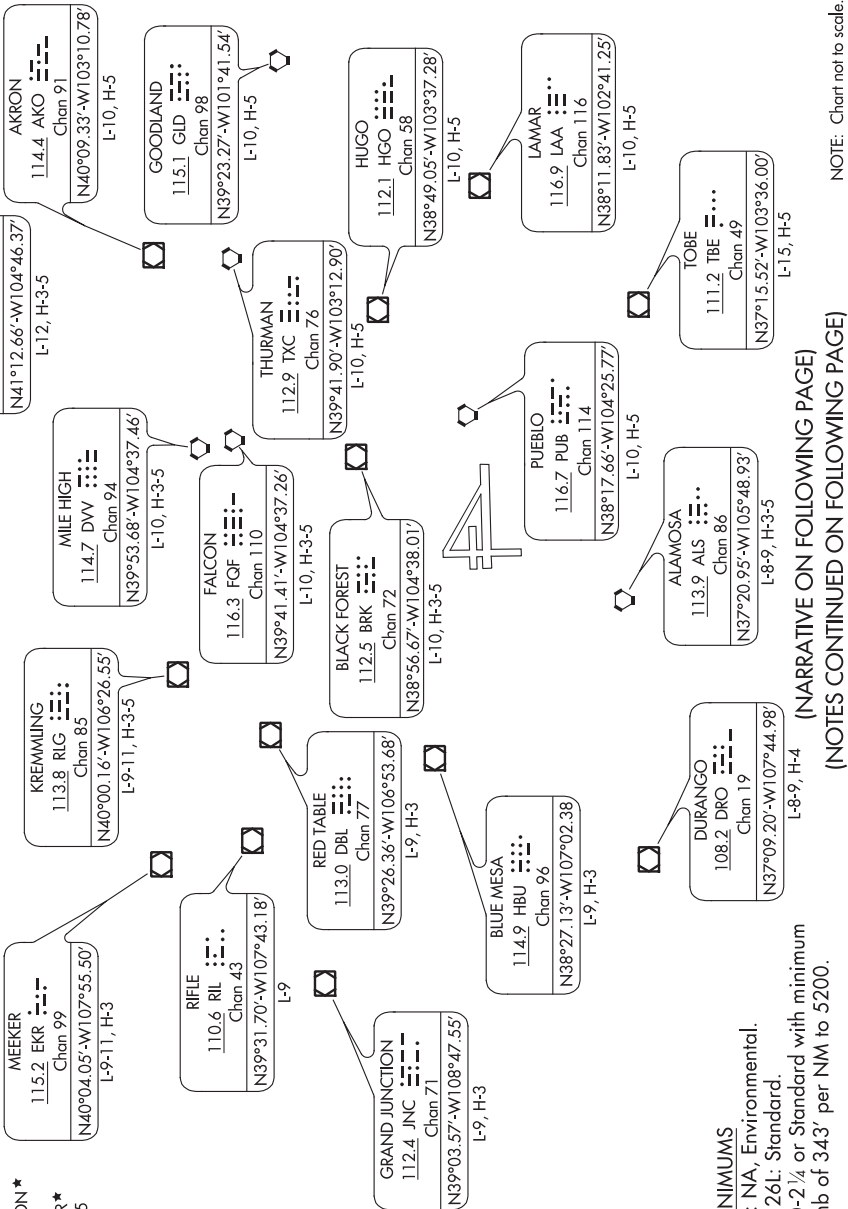 ON★
R★
5
MEEKER
115.2 EKR
Chan 99
N40°04.05'-W107°55.50'
L-9-11, H-3
KREMMLING
113.8 RLG
Chan 85
N40°00.16'-W106°26.55'
L-9-11, H-3-5
MILE HIGH
114.7 DVV
Chan 94
N39°53.68'-W104°37.46'
L-10, H-3-5
N41°12.66'-W104°46.37'
L-12, H-3-5
AKRON
114.4 AKO
Chan 91
N40°09.33'-W103°10.78'
L-10, H-5
RIFLE
110.6 RIL
Chan 43
N39°31.70'-W107°43.18'
L-9
FALCON
116.3 FQF
Chan 110
N39°41.41'-W104°37.26'
L-10, H-3-5
THURMAN
112.9 TXC
Chan 76
N39°41.90'-W103°12.90'
L-10, H-5
GOODLAND
115.1 GLD
Chan 98
N39°23.27'-W101°41.54'
L-10, H-5
GRAND JUNCTION
112.4 JNC
Chan 71
N39°03.57'-W108°47.55'
L-9, H-3
RED TABLE
113.0 DBL
Chan 77
N39°26.36'-W106°53.68'
L-9, H-3
BLACK FOREST
112.5 BRK
Chan 72
N38°56.67'-W104°38.01'
L-10, H-3-5
HUGO
112.1 HGO
Chan 58
N38°49.05'-W103°37.28'
L-10, H-5
BLUE MESA
114.9 HBU
Chan 96
N38°27.13'-W107°02.38
L-9, H-3
PUEBLO
116.7 PUB
Chan 114
N38°17.66'-W104°25.77'
L-10, H-5
LAMAR
116.9 LAA
Chan 116
N38°11.83'-W102°41.25'
L-10, H-5
DURANGO
108.2 DRO
Chan 19
N37°09.20'-W107°44.98'
L-8-9, H-4
ALAMOSA
113.9 ALS
Chan 86
N37°20.95'-W105°48.93'
L-8-9, H-3-5
TOBE
111.2 TBE
Chan 49
N37°15.52'-W103°36.00'
L-15, H-5
NIMUMS
: NA, Environmental.
26L: Standard.
0-2¼ or Standard with minimum
mb of 343' per NM to 5200.
(NARRATIVE ON FOLLOWING PAGE)
(NOTES CONTINUED ON FOLLOWING PAGE)
NOTE: Chart not to scale.